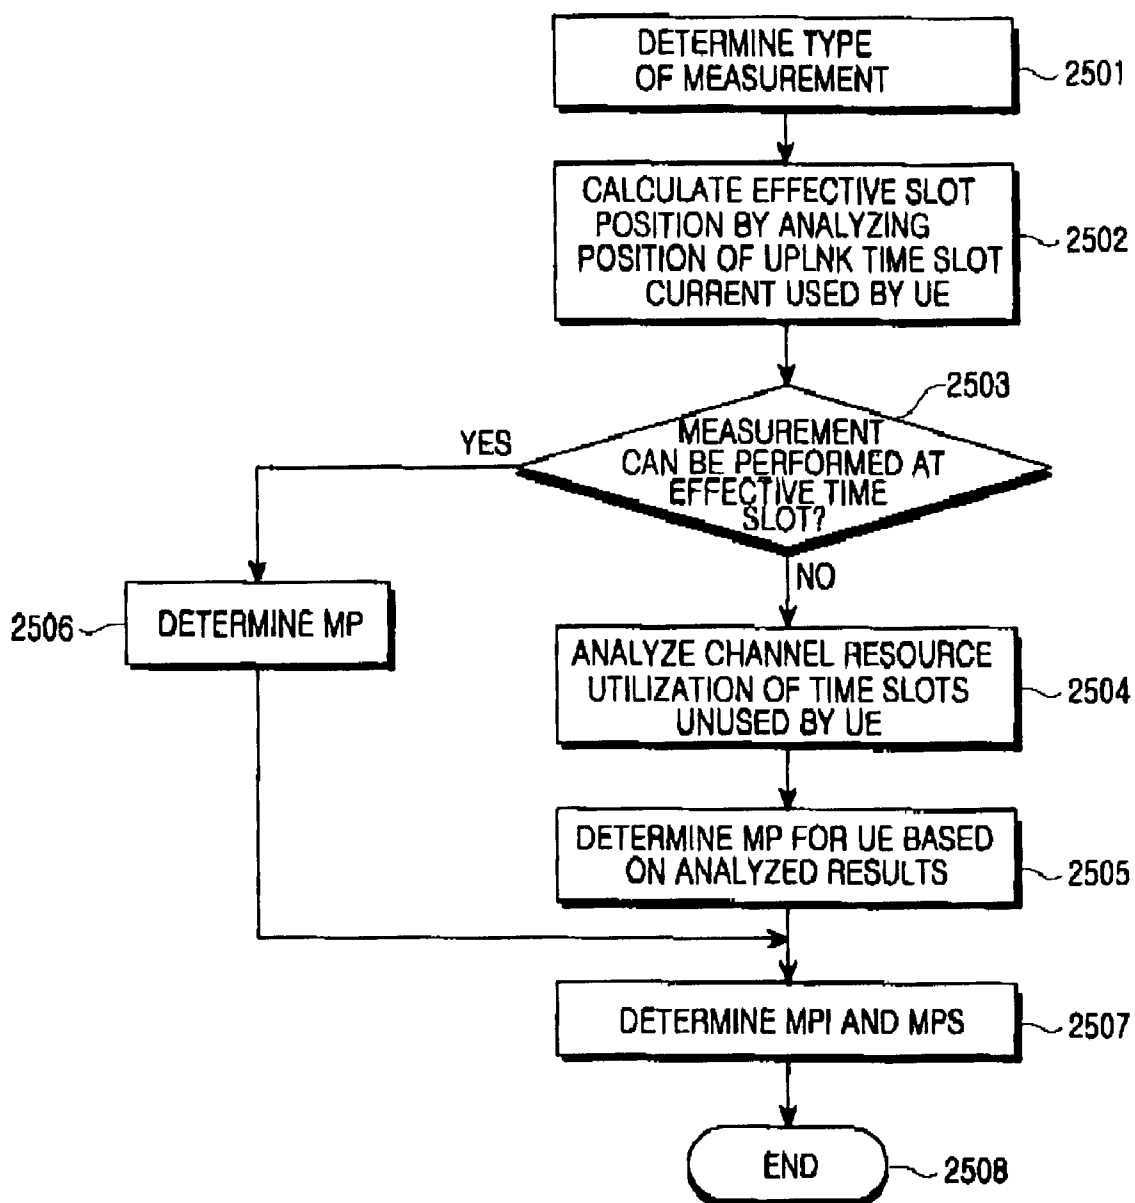 DETERMINE TYPE
OF MEASUREMENT
2501
CALCULATE EFFECTIVE SLOT
POSITION BY ANALYZING
POSITION OF UPLNK TIME SLOT
CURRENT USED BY UE
2502
2503
MEASUREMENT
CAN BE PERFORMED AT
EFFECTIVE TIME
SLOT?
YES
NO
2506
DETERMINE MP
ANALYZE CHANNEL RESOURCE
UTILIZATION OF TIME SLOTS
UNUSED BY UE
2504
DETERMINE MP FOR UE BASED
ON ANALYZED RESULTS
2505
DETERMINE MPI AND MPS
2507
END
2508